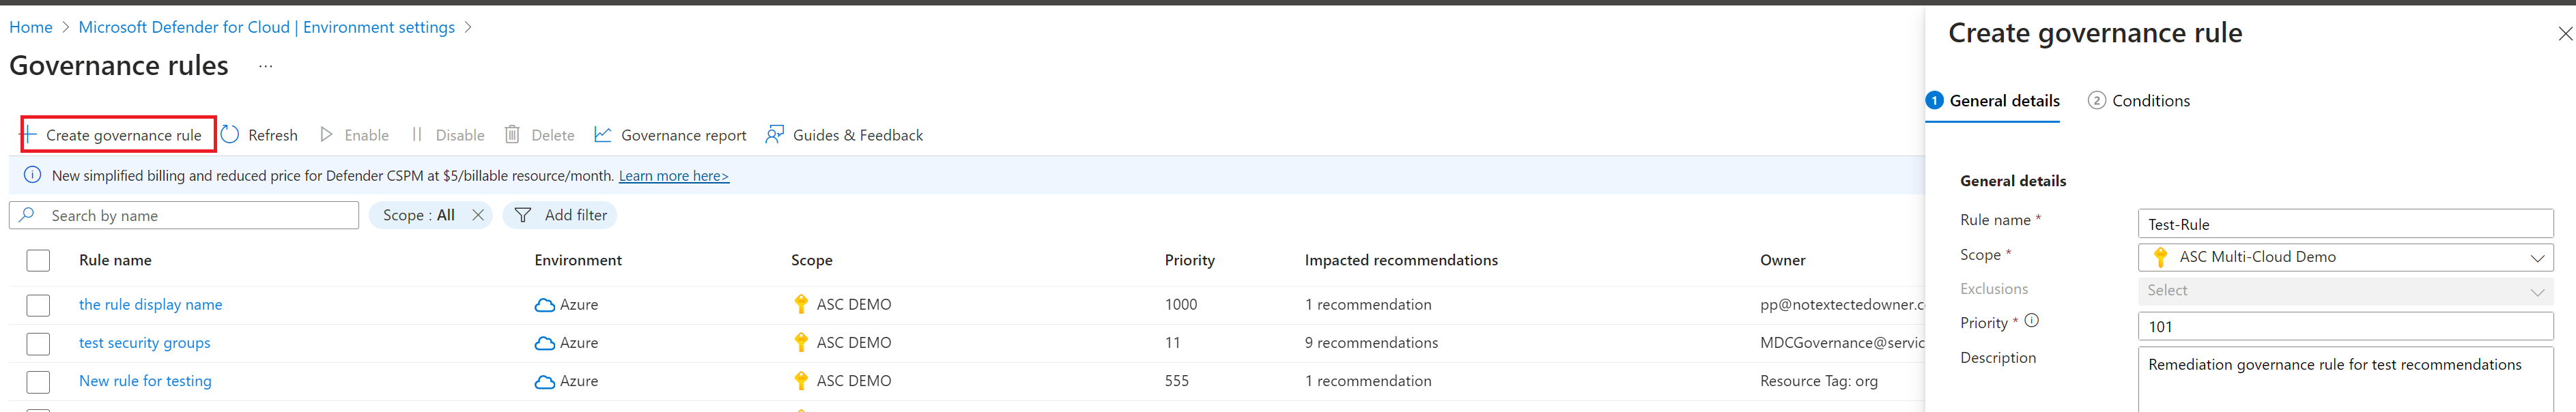 Home > Microsoft Defender for Cloud | Environment settings >
Governance rules ...
Create governance rule Refresh Enable Disable Delete Governance report Guides & Feedback
New simplified billing and reduced price for Defender CSPM at $5/billable resource/month. Learn more here>
Search by name Scope : All Add filter
Rule name Environment Scope Priority Impacted recommendations Owner
the rule display name Azure ASC DEMO 1000 1 recommendation pp@notextectedowner.c
test security groups Azure ASC DEMO 11 9 recommendations MDCGovernance@servic
New rule for testing Azure ASC DEMO 555 1 recommendation Resource Tag: org
Create governance rule
1 General details 2 Conditions
General details
Rule name * Test-Rule
Scope * ASC Multi-Cloud Demo
Exclusions Select
Priority * 101
Description Remediation governance rule for test recommendations